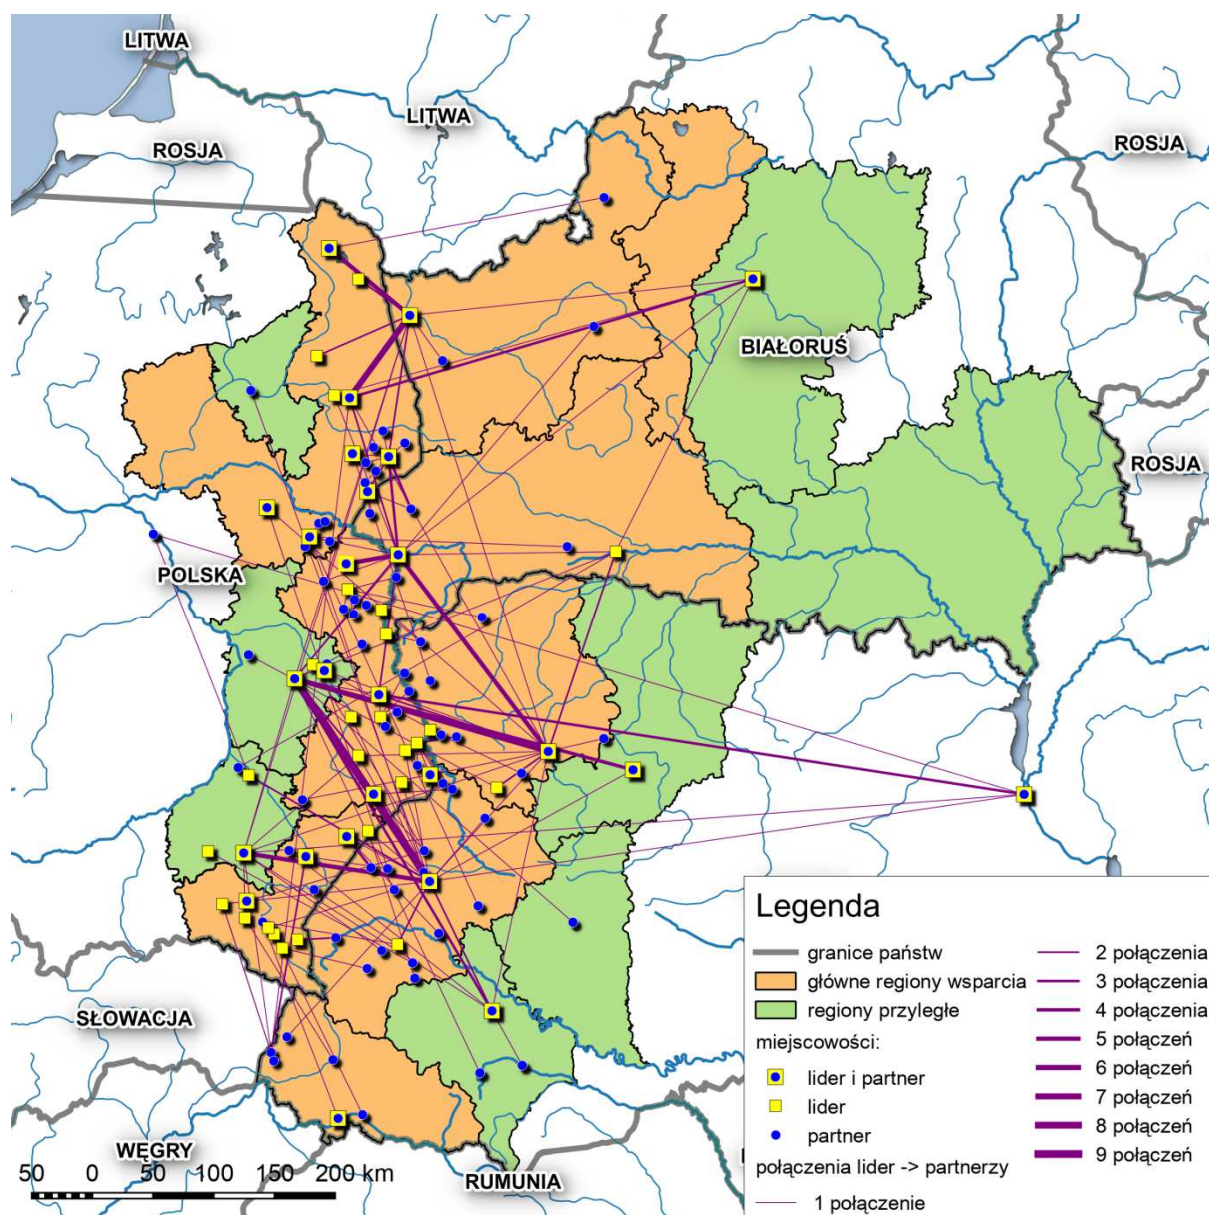 LITWA
LITWA
ROSJA
ROSJA
BIAŁORUŚ
ROSJA
POLSKA
SŁOWACJA
WĘGRY
RUMUNIA
50 0 50 100 150 200 km
Legenda
granice państw
główne regiony wsparcia
regiony przyległe
miejscowości:
lider i partner
lider
partner
połączenia lider -> partnerzy
1 połączenie
2 połączenia
3 połączenia
4 połączenia
5 połączeń
6 połączeń
7 połączeń
8 połączeń
9 połączeń